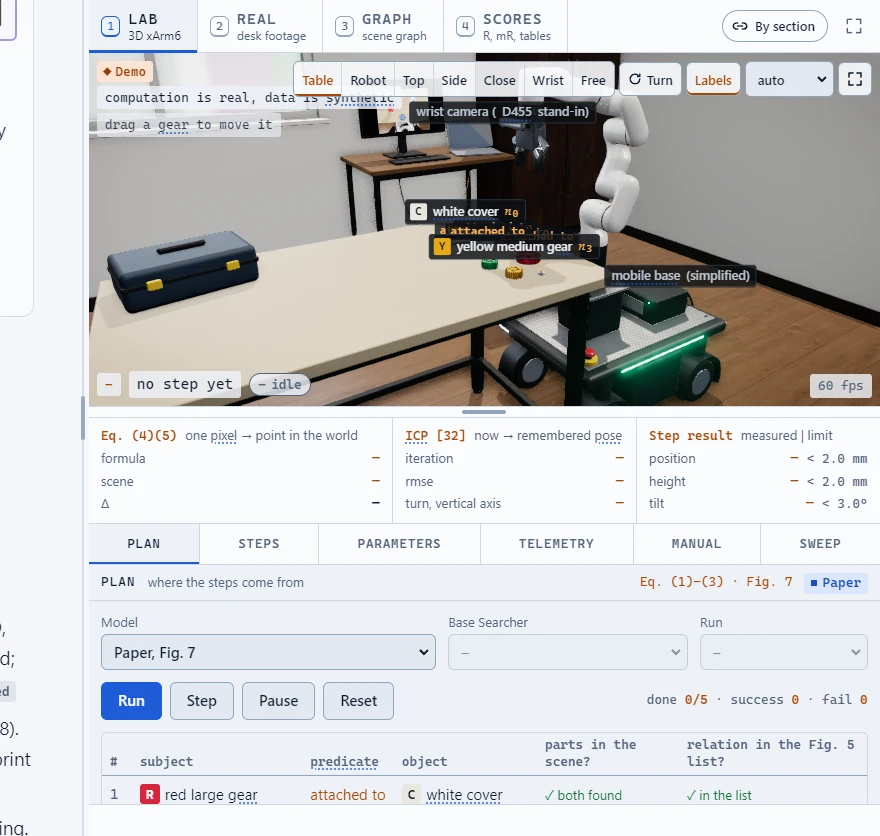 1 LAB
3D xArm6
2 REAL
desk footage
3 GRAPH
scene graph
4 SCORES
R, mR, tables
By section
◆ Demo
Table Robot Top Side Close Wrist Free Turn Labels auto
computation is real, data is synthetic
drag a gear to move it
wrist camera ( D455 stand-in)
C white cover n0
attached to
Y yellow medium gear n3
mobile base (simplified)
– no step yet – idle
60 fps
Eq. (4)(5) one pixel → point in the world
formula –
scene –
Δ –
ICP [32] now → remembered pose
iteration –
rmse –
turn, vertical axis –
Step result measured | limit
position – < 2.0 mm
height – < 2.0 mm
tilt – < 3.0°
PLAN STEPS PARAMETERS TELEMETRY MANUAL SWEEP
PLAN where the steps come from Eq. (1)–(3) · Fig. 7 ■ Paper
Model Base Searcher Run
Paper, Fig. 7 – –
Run Step Pause Reset done 0/5 · success 0 · fail 0
# subject predicate object parts in the scene? relation in the Fig. 5 list?
1 R red large gear attached to C white cover ✓ both found ✓ in the list
y
d;
ed
8).
print
ing.